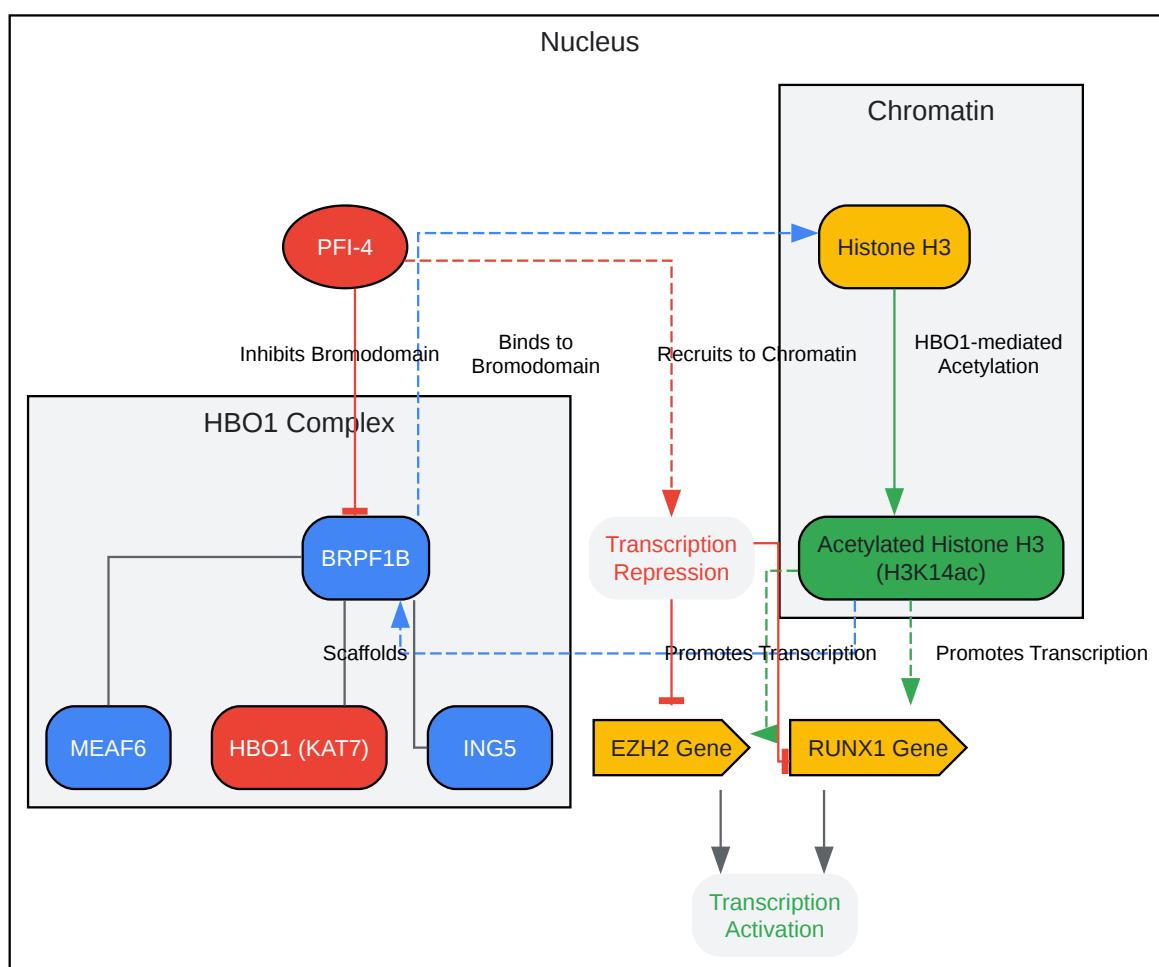 Nucleus
Chromatin
PFI-4
Histone H3
Inhibits Bromodomain
Binds to
Bromodomain
Recruits to Chromatin
HBO1-mediated
Acetylation
HBO1 Complex
BRPF1B
Transcription
Repression
Acetylated Histone H3
(H3K14ac)
Scaffolds
Promotes Transcription
Promotes Transcription
MEAF6
HBO1 (KAT7)
ING5
EZH2 Gene
RUNX1 Gene
Transcription
Activation